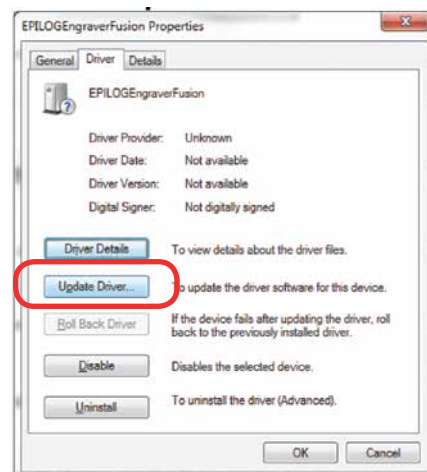 EPILOGEngraverFusion Properties
General Driver Details
EPILOGEngraverFusion
Driver Provider: Unknown
Driver Date: Not available
Driver Version: Not available
Digital Signer: Not digitally signed
Driver Details To view details about the driver files.
Update Driver... To update the driver software for this device.
Roll Back Driver If the device fails after updating the driver, roll
back to the previously installed driver.
Disable Disables the selected device.
Uninstall To uninstall the driver (Advanced).
OK Cancel